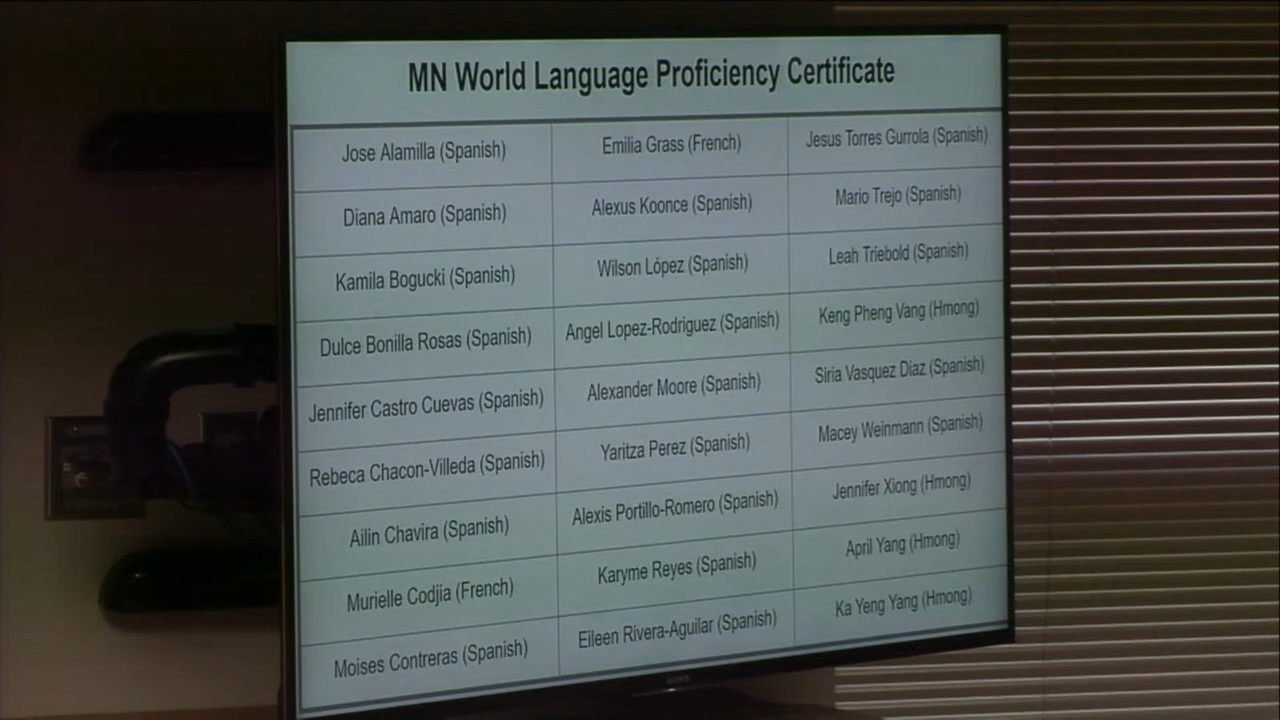 MN World Language Proficiency Certificate
Jose Alamilla (Spanish)
Emilia Grass (French)
Jesus Torres Gurrola (Spanish)
Diana Amaro (Spanish)
Alexus Koonce (Spanish)
Mario Trejo (Spanish)
Kamila Bogucki (Spanish)
Wilson López (Spanish)
Leah Triebold (Spanish)
Dulce Bonilla Rosas (Spanish)
Angel Lopez-Rodriguez (Spanish)
Keng Pheng Vang (Hmong)
Jennifer Castro Cuevas (Spanish)
Alexander Moore (Spanish)
Siria Vasquez Diaz (Spanish)
Rebeca Chacon-Villeda (Spanish)
Yaritza Perez (Spanish)
Macey Weinmann (Spanish)
Ailin Chavira (Spanish)
Alexis Portillo-Romero (Spanish)
Jennifer Xiong (Hmong)
Murielle Codjia (French)
Karyme Reyes (Spanish)
April Yang (Hmong)
Moises Contreras (Spanish)
Eileen Rivera-Aguilar (Spanish)
Ka Yeng Yang (Hmong)
SONY